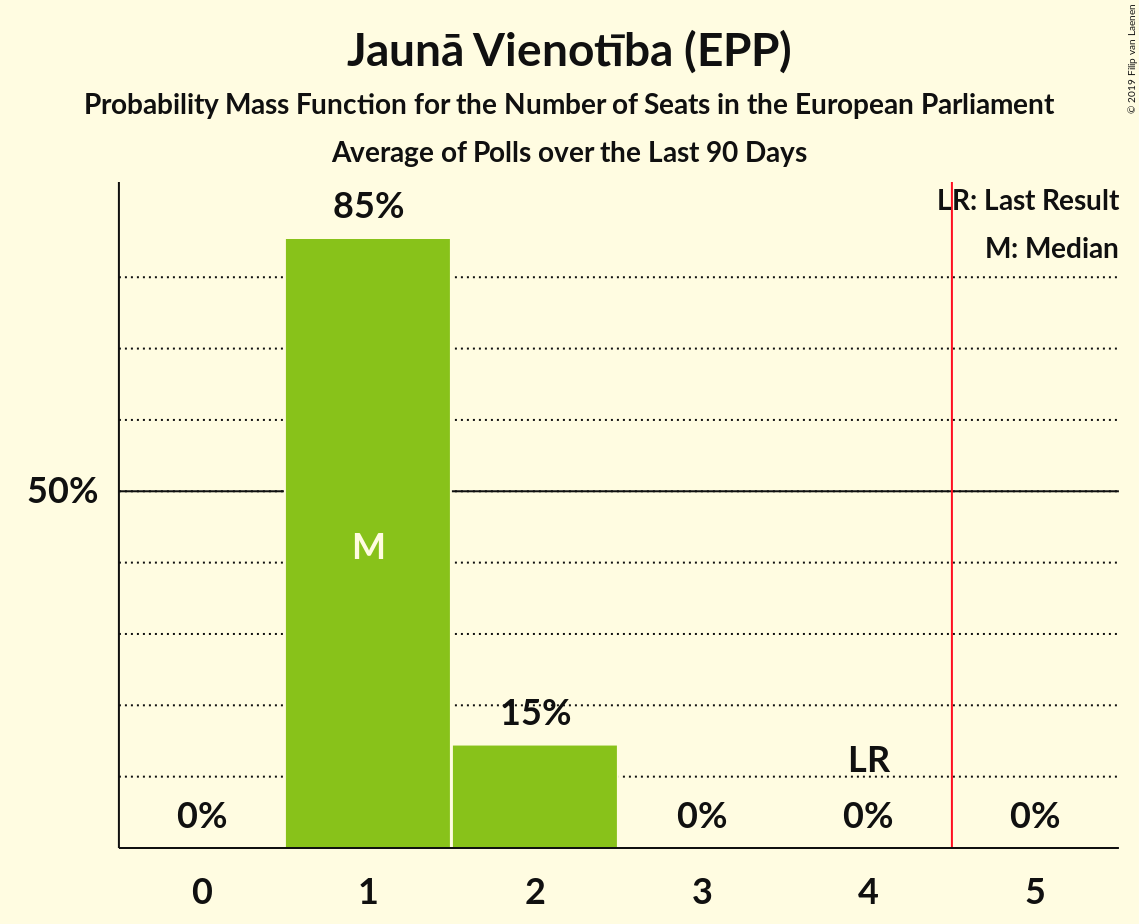 Jaunā Vienotība (EPP)
Probability Mass Function for the Number of Seats in the European Parliament
Average of Polls over the Last 90 Days
© 2019 Filip van Laenen
LR: Last Result
M: Median
85%
50%
M
15%
LR
0%
0%
0%
0%
0 1 2 3 4 5